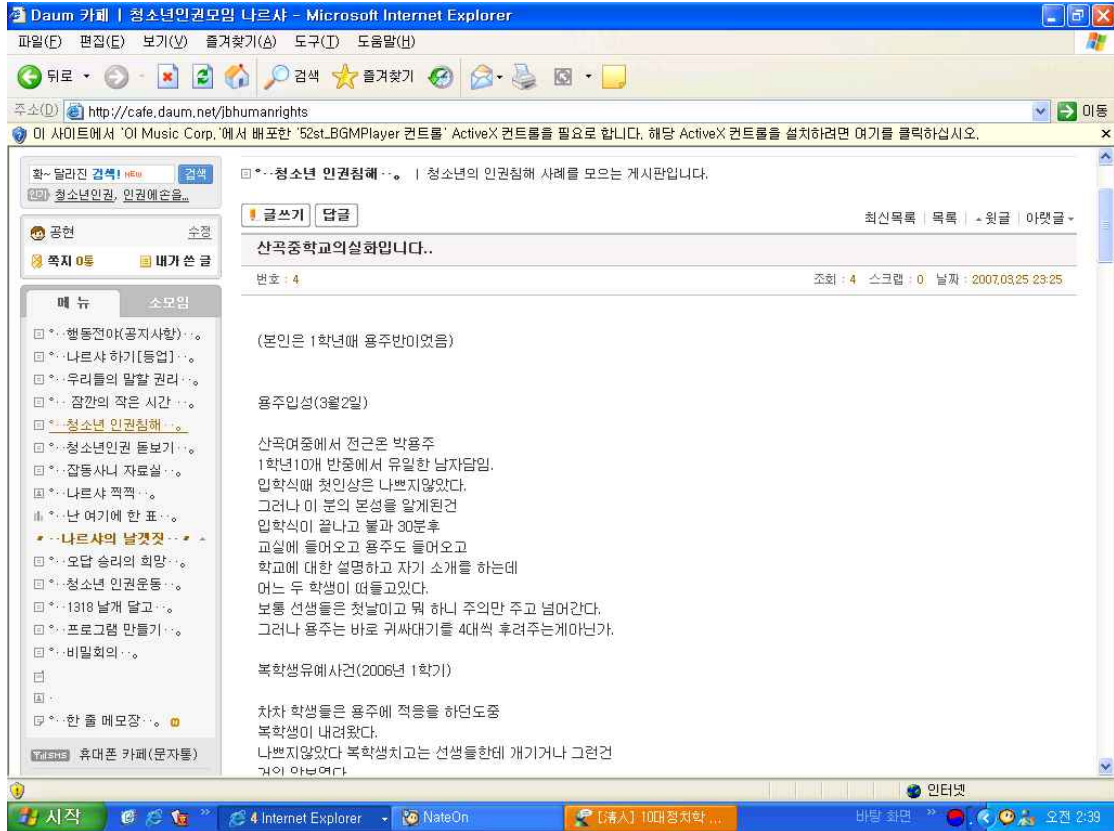 Daum 카페 | 청소년인권모임 나르샤 - Microsoft Internet Explorer
파일(F) 편집(E) 보기(V) 즐겨찾기(A) 도구(T) 도움말(H)
뒤로 검색 즐겨찾기
주소(D) http://cafe.daum.net/jbhumanrights 이동
이 사이트에서 'OI Music Corp.'에서 배포한 '52st_BGMPlayer 컨트롤' ActiveX 컨트롤을 필요로 합니다. 해당 ActiveX 컨트롤을 설치하려면 여기를 클릭하십시오.
확~ 달라진 검색! NEW 검색
청소년인권, 인권에손을..
공현 수정
쪽지 0통 내가 쓴 글
메 뉴 소모임
°··행동전야(공지사항)··。
°··나르샤 하기[등업]··。
°··우리들의 말할 권리··。
°·· 잠깐의 작은 시간 ··。
°··청소년 인권침해··。
°··청소년인권 돋보기··。
°··잡동사니 자료실··。
°··나르샤 찍찍··。
°··난 여기에 한 표··。
··나르샤의 날갯짓··
°··오답 승리의 희망··。
°··청소년 인권운동··。
°··1318 날개 달고··。
°··프로그램 만들기··。
°··비밀회의··。
·
°··한 줄 메모장··。
휴대폰 카페(문자통)
°··청소년 인권침해··。 | 청소년의 인권침해 사례를 모으는 게시판입니다.
글쓰기 답글 최신목록 | 목록 | 윗글 | 아랫글
산곡중학교의실화입니다..
번호 : 4 조회 : 4 스크랩 : 0 날짜 : 2007.03.25 23:25
(본인은 1학년때 용주반이었음)
용주입성(3월2일)
산곡여중에서 전근온 박용주
1학년10개 반중에서 유일한 남자담임.
입학식때 첫인상은 나쁘지않았다.
그러나 이 분의 본성을 알게된건
입학식이 끝나고 불과 30분후
교실에 들어오고 용주도 들어오고
학교에 대한 설명하고 자기 소개를 하는데
어느 두 학생이 떠들고있다.
보통 선생들은 첫날이고 뭐 하니 주의만 주고 넘어간다.
그러나 용주는 바로 귀싸대기를 4대씩 후려주는게아닌가.
복학생유예사건(2006년 1학기)
차차 학생들은 용주에 적응을 하던도중
복학생이 내려왔다.
나쁘지않았다 복학생치고는 선생들한테 개기거나 그런건
거의 안보였다
인터넷
시작 4 Internet Explorer NateOn [淸人] 10대정치학 ... 바탕 화면 오전 2:39